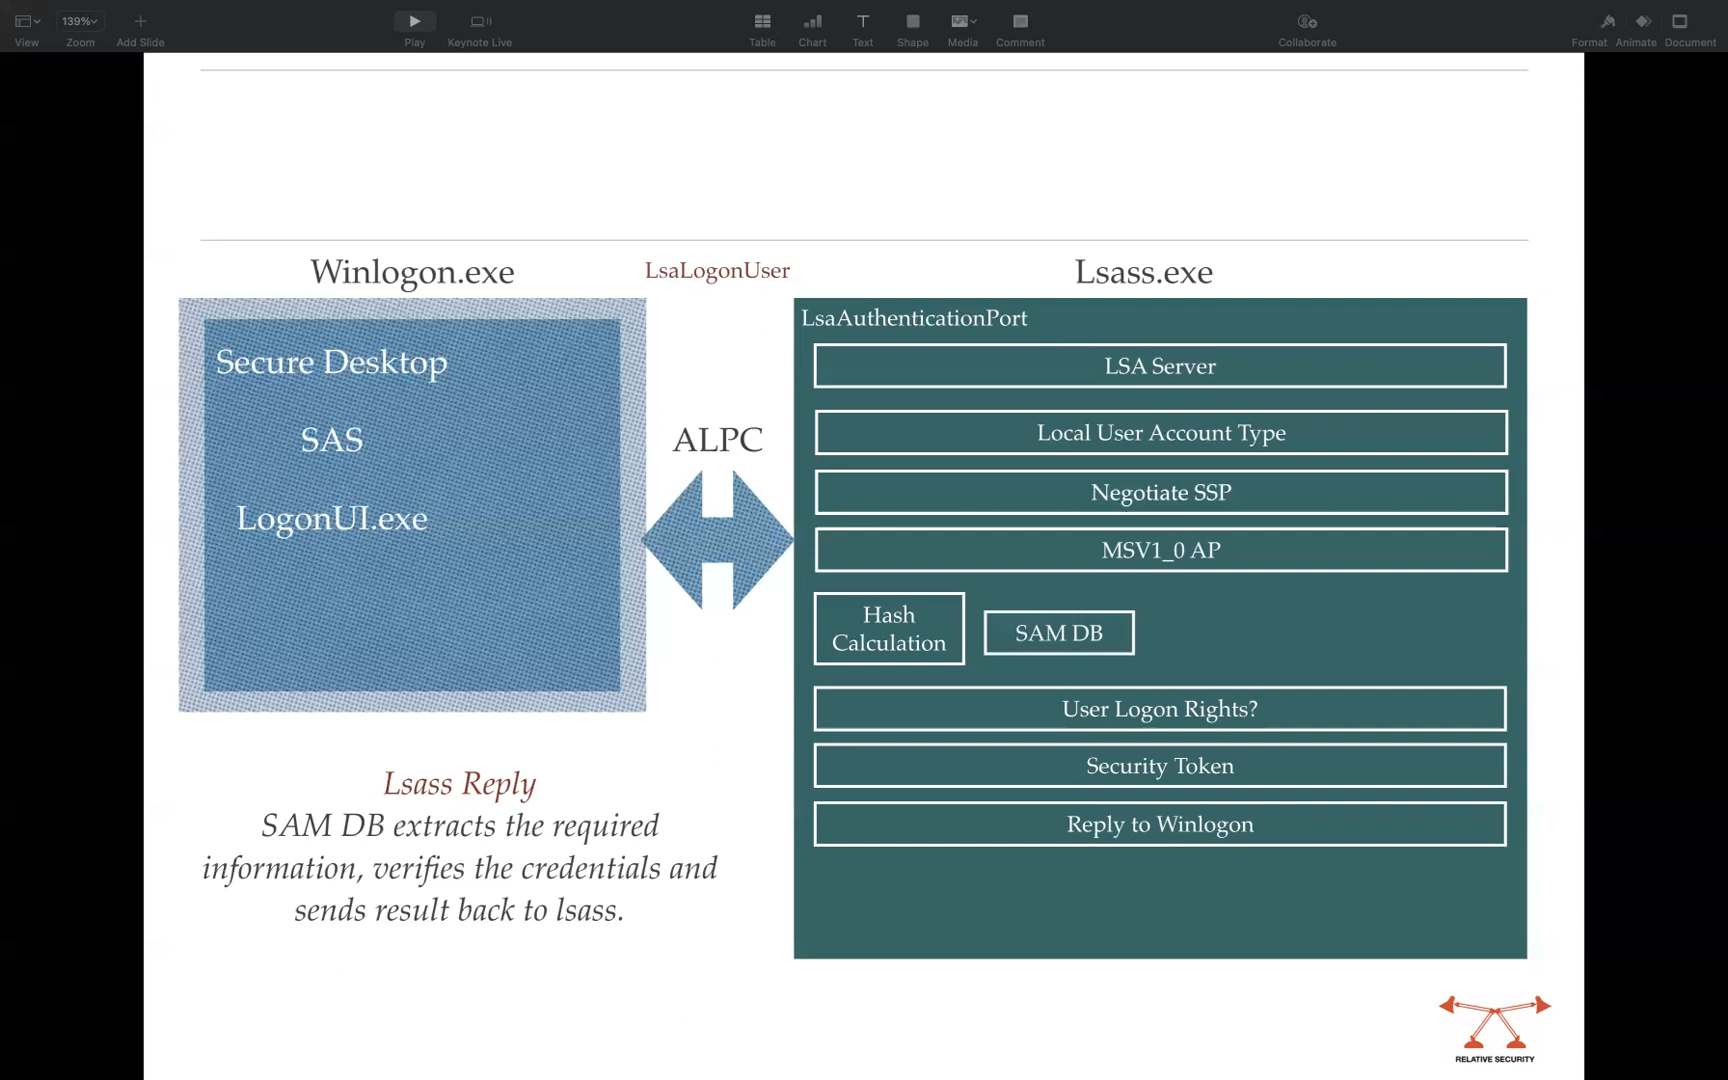 139%
View
Zoom
Add Slide
Play
Keynote Live
Table
Chart
T
Text
Shape
Media
Comment
Collaborate
Format
Animate
Document
Winlogon.exe
LsaLogonUser
Lsass.exe
Secure Desktop
SAS
LogonUI.exe
ALPC
LsaAuthenticationPort
LSA Server
Local User Account Type
Negotiate SSP
MSV1_0 AP
Hash
Calculation
SAM DB
User Logon Rights?
Security Token
Reply to Winlogon
Lsass Reply
SAM DB extracts the required
information, verifies the credentials and
sends result back to lsass.
RELATIVE SECURITY